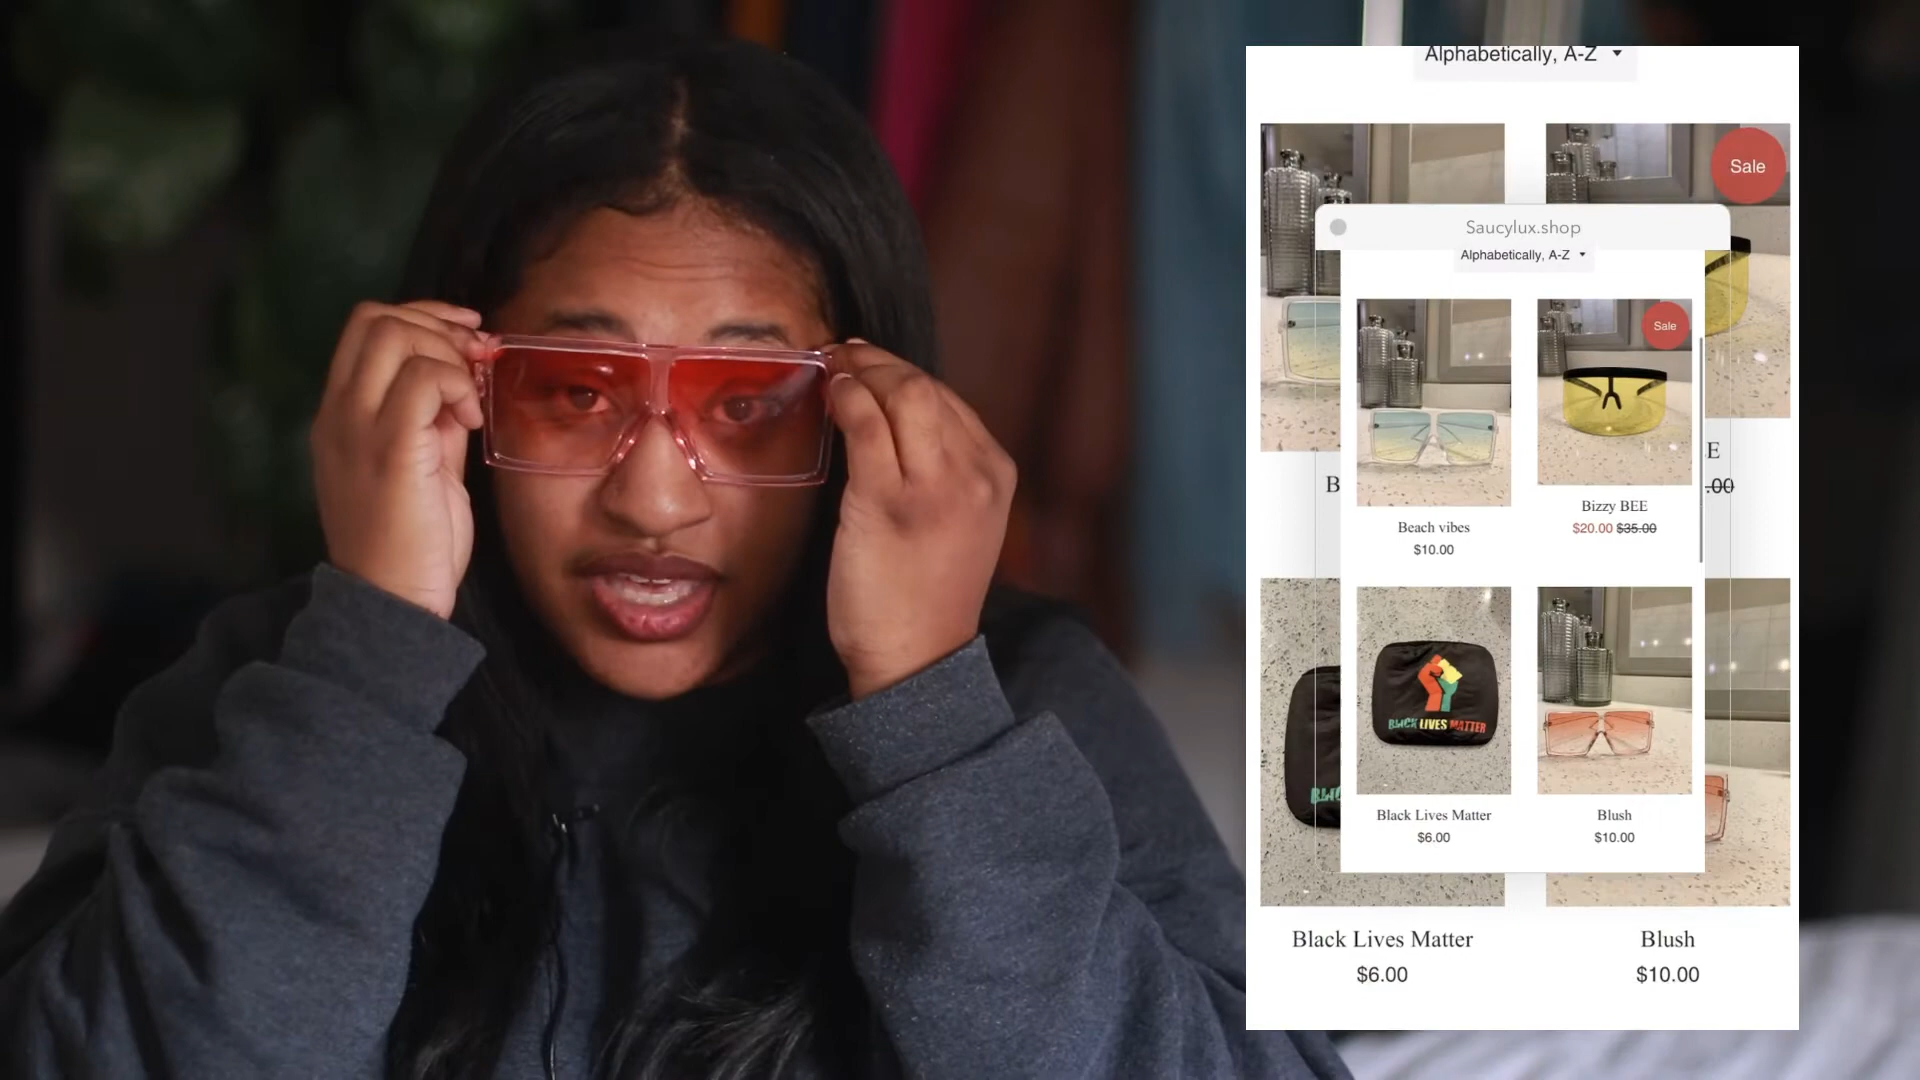 Alphabetically, A-Z
Sale
Saucylux.shop
Alphabetically, A-Z
Sale
E
Bizzy BEE
.00
B
$20.00 $35.00
Beach vibes
$10.00
BLACK LIVES MATTER
Black Lives Matter
$6.00
Blush
$10.00
Black Lives Matter
$6.00
Blush
$10.00